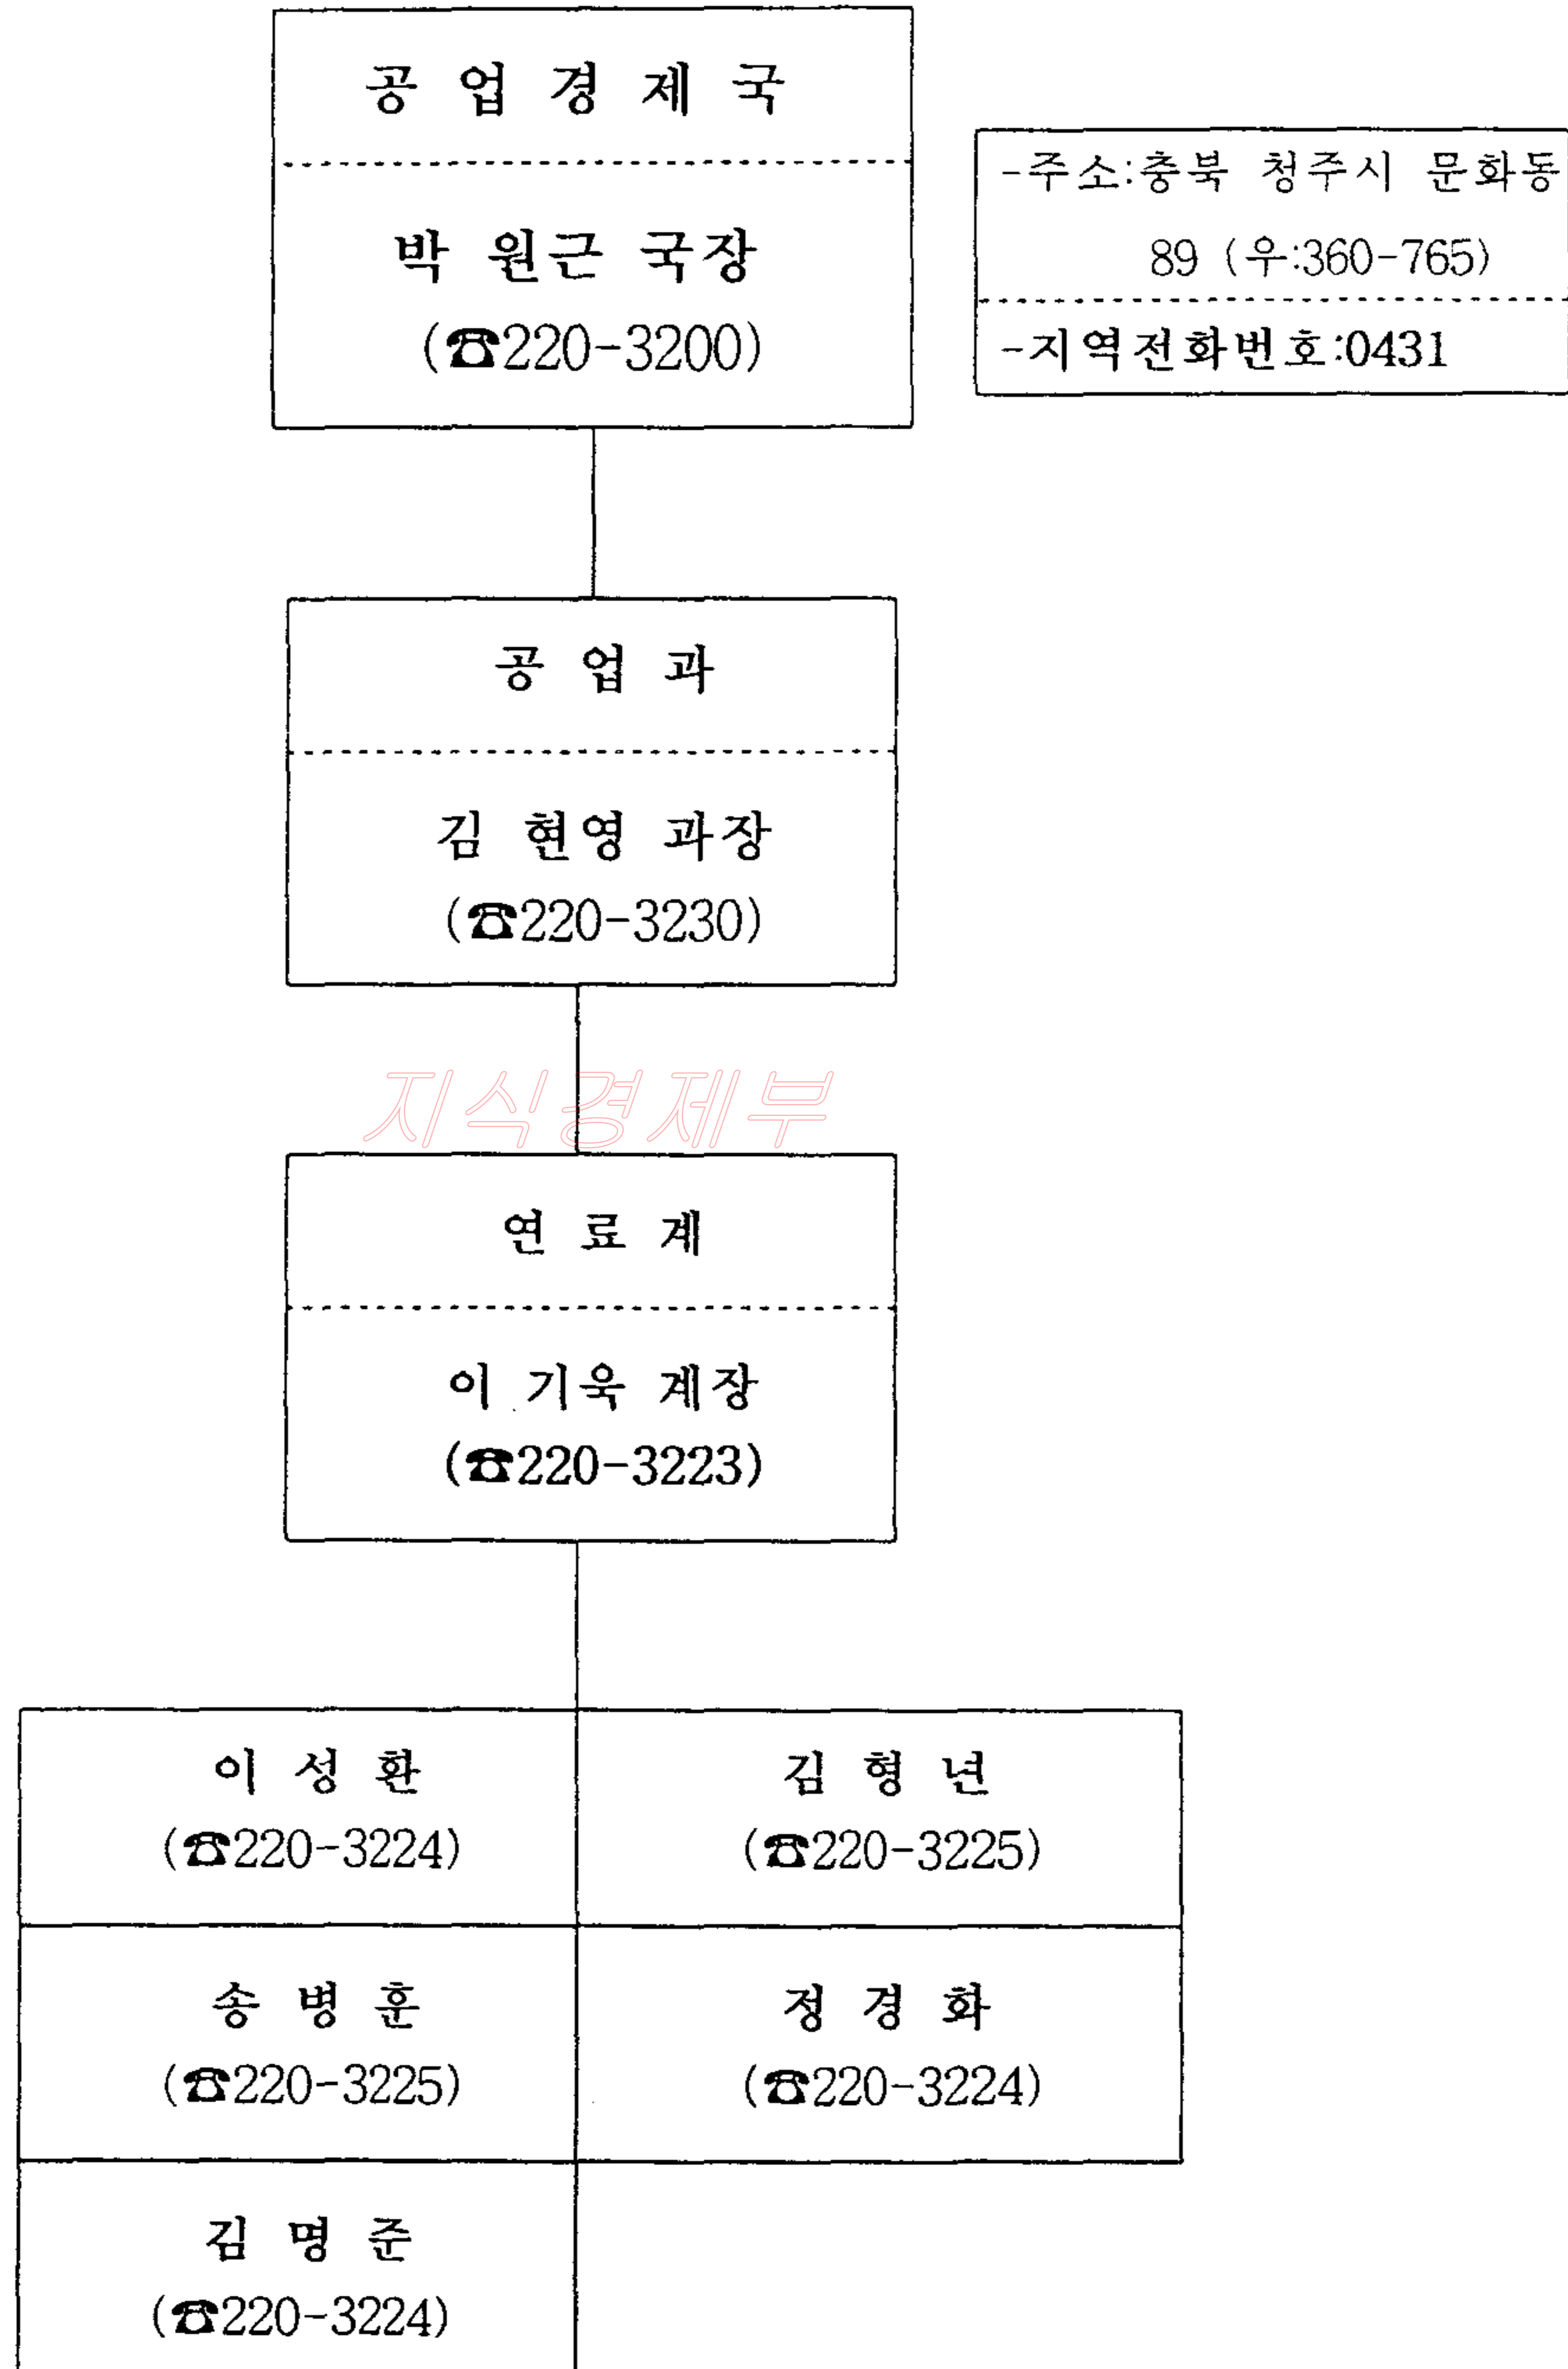 공 업 경 제 국
박 원근 국장
(☎220-3200)
-주소:충북 청주시 문화동
89 (우:360-765)
-지역전화번호:0431
공 업 과
김 현영 과장
(☎220-3230)
지식경제부
연 료 계
이 기욱 계장
(☎220-3223)
이 성 환
(☎220-3224)
김 형 년
(☎220-3225)
송 병 훈
(☎220-3225)
정 경 화
(☎220-3224)
김 명 준
(☎220-3224)